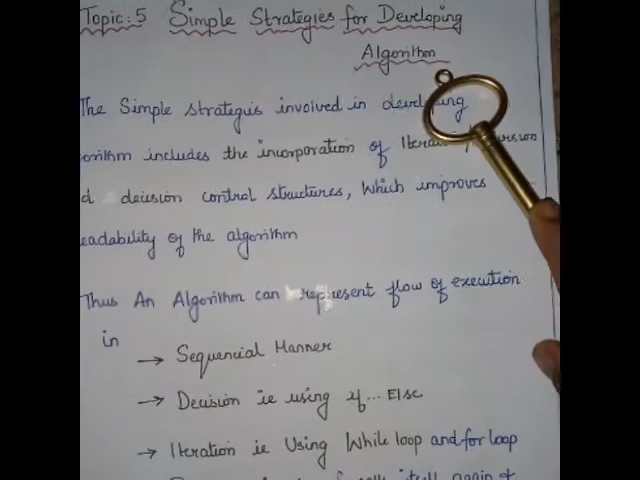 Topic: 5 Simple Strategies for Developing
Algorithm
The Simple strategis involved in developing
orithm includes the incorporation of
d decision control structures, Which improves
eadability of the algorithm
Thus An Algorithm can represent flow of execution
in
→ Sequencial Manner
→ Decision ie using if... Else
→ Iteration ie Using While loop and for loop
again &